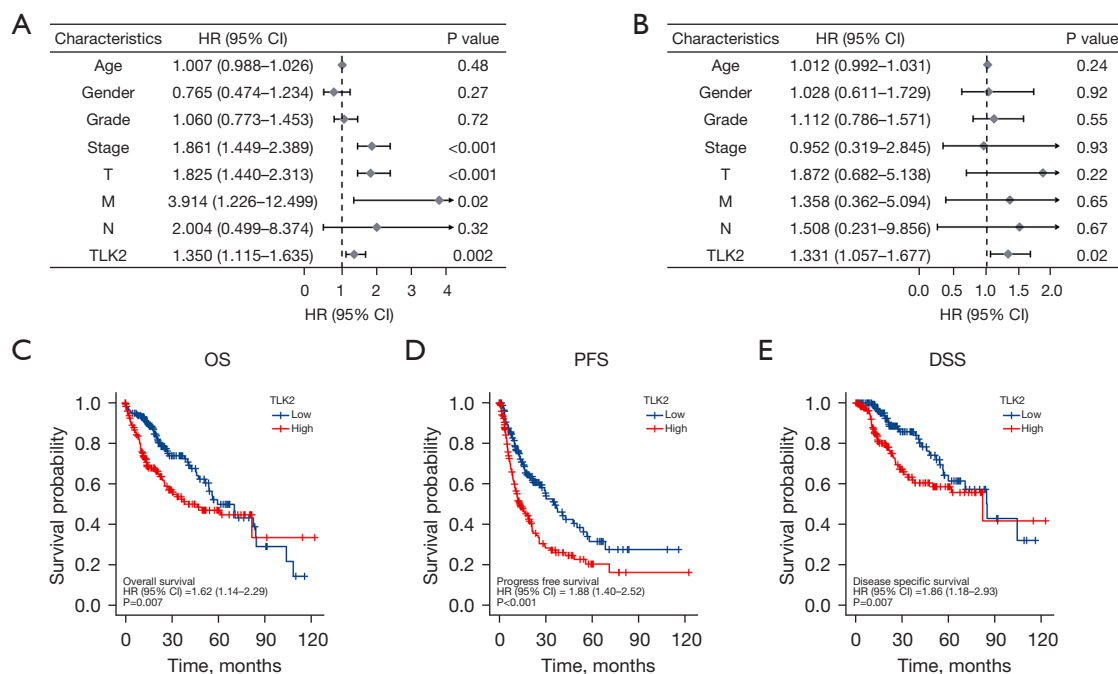 A
Characteristics HR (95% CI) P value
Age 1.007 (0.988–1.026) 0.48
Gender 0.765 (0.474–1.234) 0.27
Grade 1.060 (0.773–1.453) 0.72
Stage 1.861 (1.449–2.389) <0.001
T 1.825 (1.440–2.313) <0.001
M 3.914 (1.226–12.499) 0.02
N 2.004 (0.499–8.374) 0.32
TLK2 1.350 (1.115–1.635) 0.002
0 1 2 3 4
HR (95% CI)
B
Characteristics HR (95% CI) P value
Age 1.012 (0.992–1.031) 0.24
Gender 1.028 (0.611–1.729) 0.92
Grade 1.112 (0.786–1.571) 0.55
Stage 0.952 (0.319–2.845) 0.93
T 1.872 (0.682–5.138) 0.22
M 1.358 (0.362–5.094) 0.65
N 1.508 (0.231–9.856) 0.67
TLK2 1.331 (1.057–1.677) 0.02
0.0 0.5 1.0 1.5 2.0
HR (95% CI)
C
OS
TLK2
Low
High
Survival probability
1.0
0.8
0.6
0.4
0.2
0.0
Overall survival
HR (95% CI) =1.62 (1.14–2.29)
P=0.007
0 30 60 90 120
Time, months
D
PFS
TLK2
Low
High
Survival probability
1.0
0.8
0.6
0.4
0.2
0.0
Progress free survival
HR (95% CI) = 1.88 (1.40–2.52)
P<0.001
0 30 60 90 120
Time, months
E
DSS
TLK2
Low
High
Survival probability
1.0
0.8
0.6
0.4
0.2
0.0
Disease specific survival
HR (95% CI) =1.86 (1.18–2.93)
P=0.007
0 30 60 90 120
Time, months